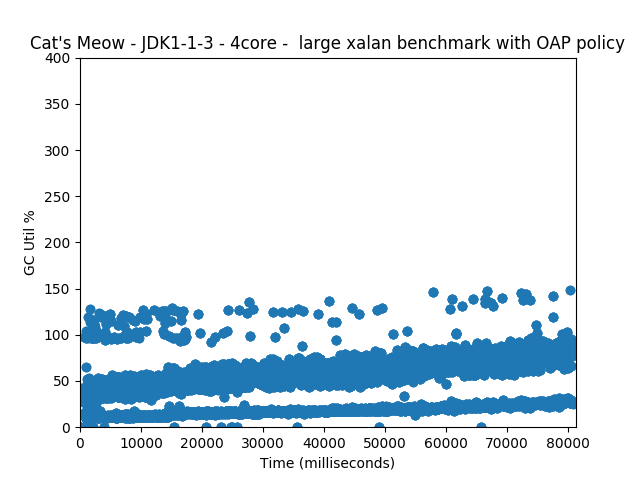 Cat's Meow - JDK1-1-3 - 4core -  large xalan benchmark with OAP policy
400
350
300
250
200
150
100
50
0
GC Util %
0 10000 20000 30000 40000 50000 60000 70000 80000
Time (milliseconds)